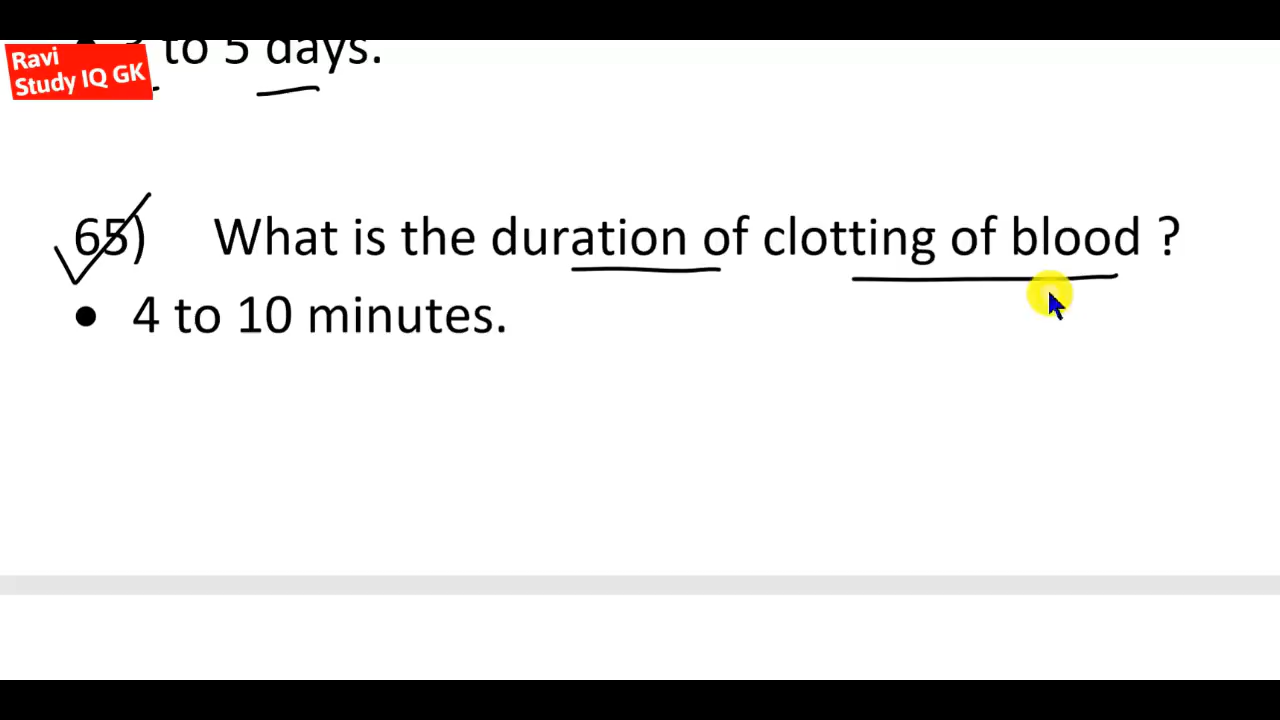 to 5 days.
Ravi
Study IQ GK
65) What is the duration of clotting of blood ?
• 4 to 10 minutes.